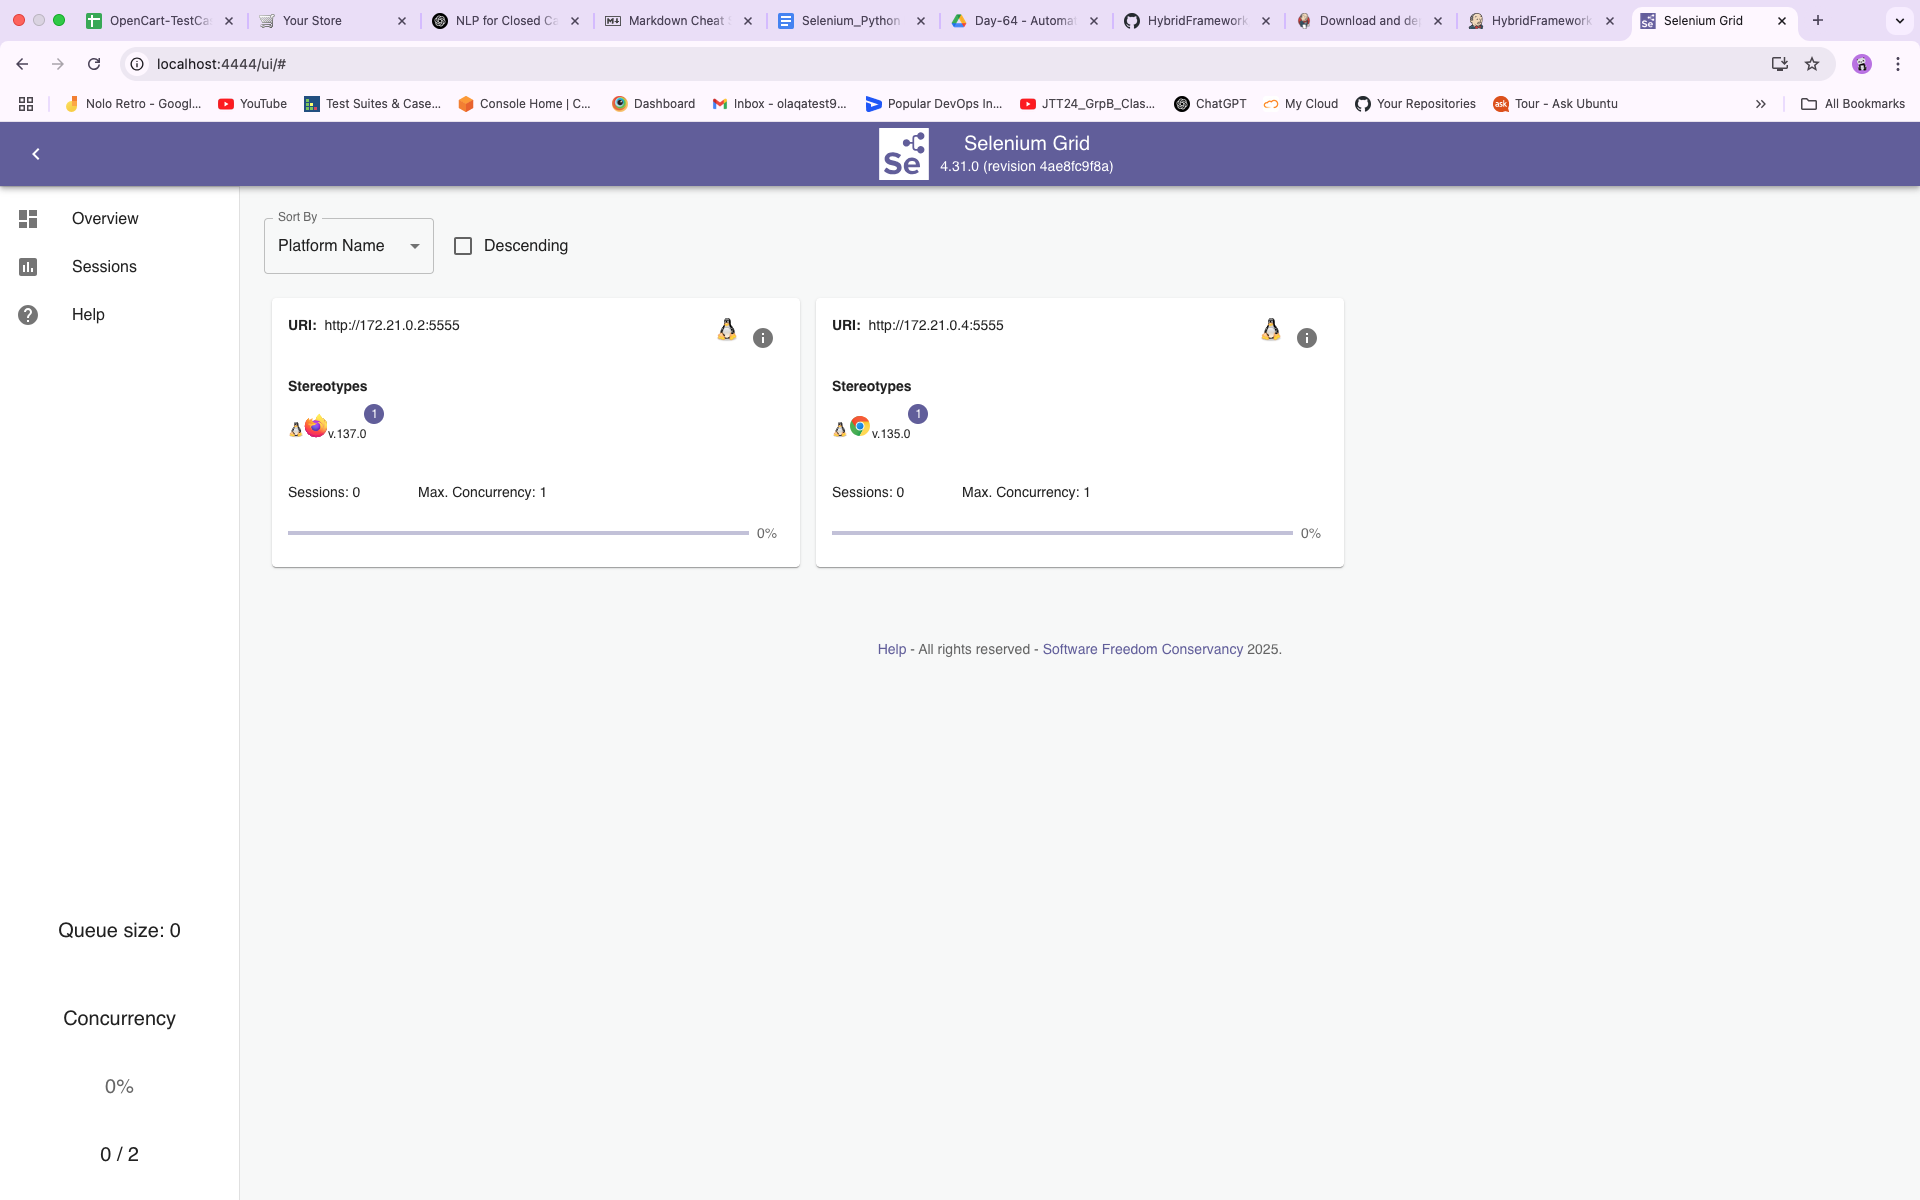 OpenCart-TestCa
Your Store
NLP for Closed Ca
Markdown Cheat S
Selenium_Python
Day-64 - Automat
HybridFramework
Download and dep
HybridFramework
Selenium Grid
localhost:4444/ui/#
Nolo Retro - Googl...
YouTube
Test Suites & Case...
Console Home | C...
Dashboard
Inbox - olaqatest9...
Popular DevOps In...
JTT24_GrpB_Clas...
ChatGPT
My Cloud
Your Repositories
ask
Tour - Ask Ubuntu
»
All Bookmarks
Se
Selenium Grid
4.31.0 (revision 4ae8fc9f8a)
Overview
Sessions
Help
Sort By
Platform Name
Descending
URI: http://172.21.0.2:5555
Stereotypes
1
v.137.0
Sessions: 0 Max. Concurrency: 1
0%
URI: http://172.21.0.4:5555
Stereotypes
1
v.135.0
Sessions: 0 Max. Concurrency: 1
0%
Help - All rights reserved - Software Freedom Conservancy 2025.
Queue size: 0
Concurrency
0%
0 / 2